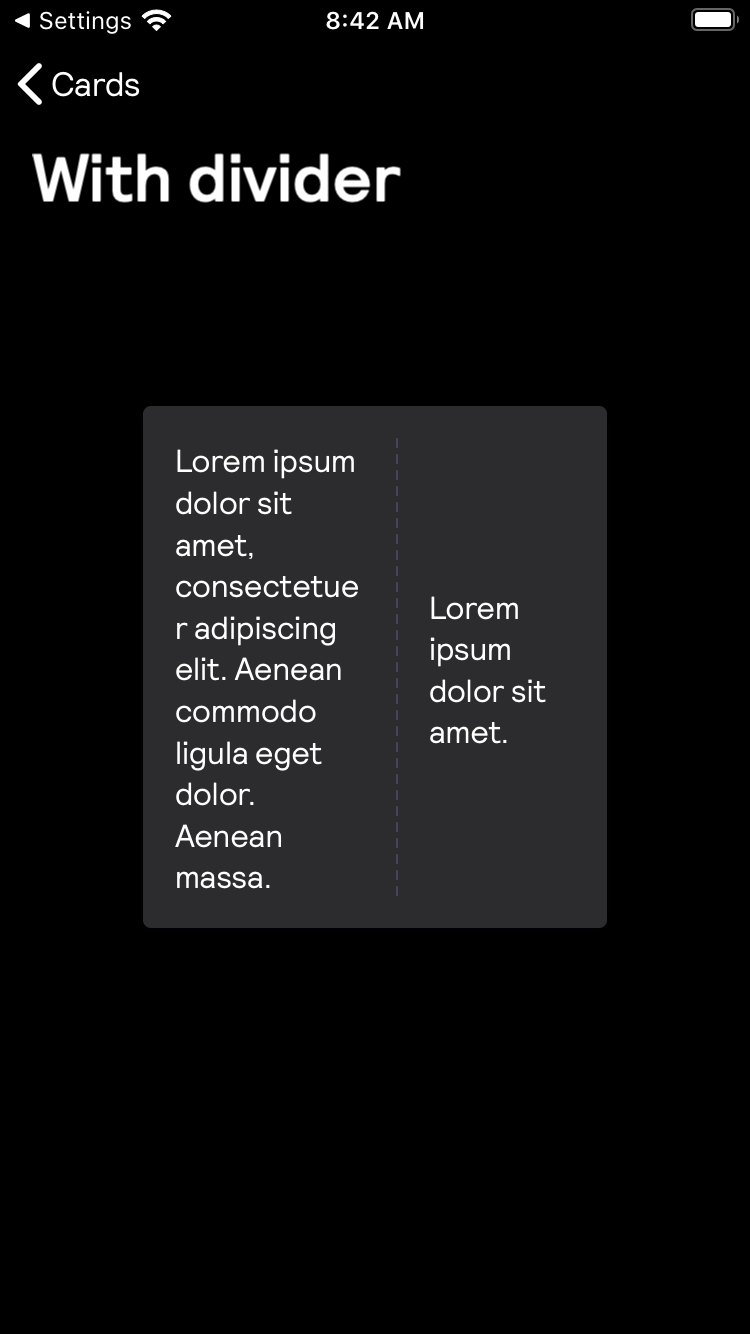 Settings 8:42 AM
Cards
With divider
Lorem ipsum
dolor sit
amet,
consectetue
r adipiscing
elit. Aenean
commodo
ligula eget
dolor.
Aenean
massa.
Lorem
ipsum
dolor sit
amet.